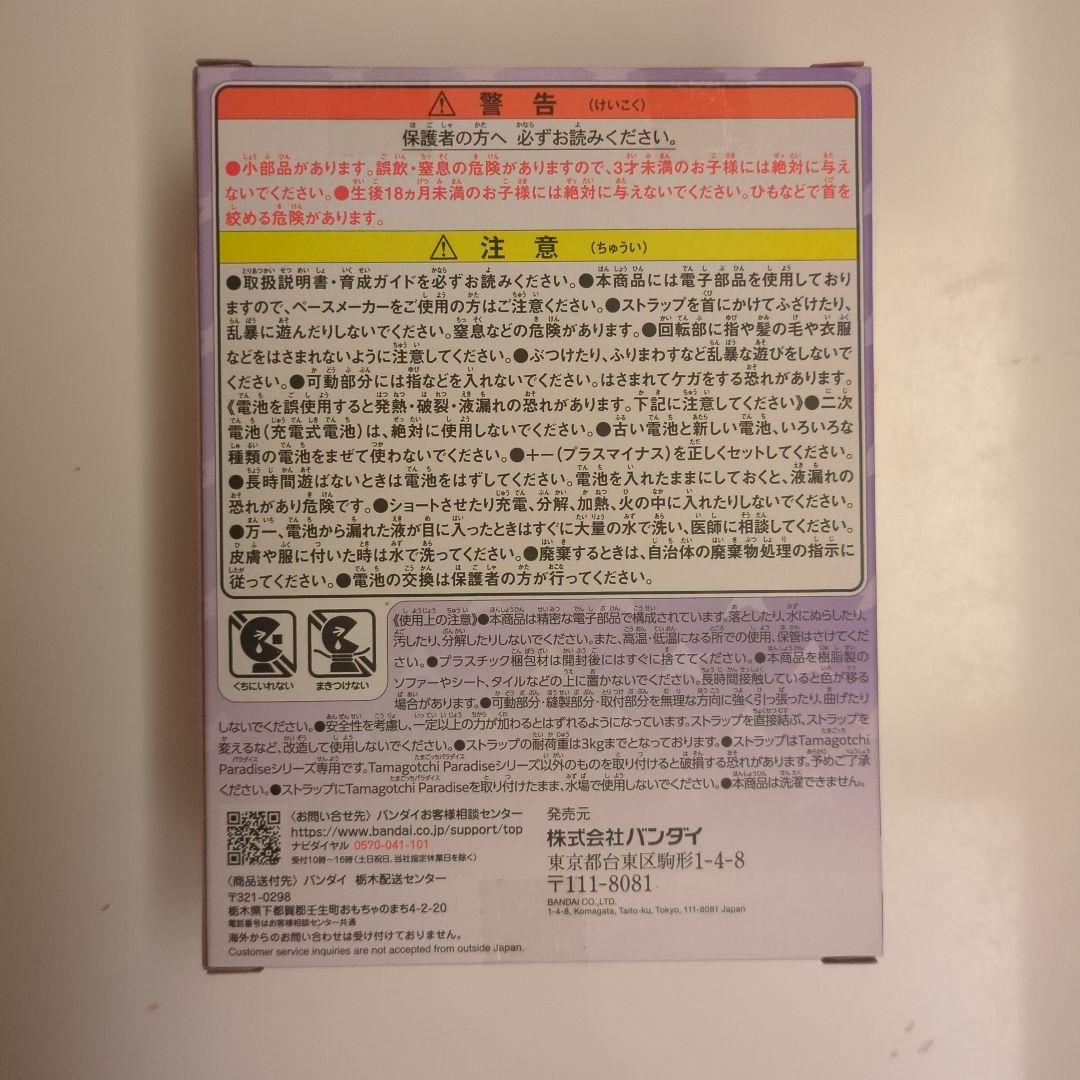 ⚠ 警告 (けいこく)
保護者の方へ 必ずお読みください。
●小部品があります。誤飲・窒息の危険がありますので、3才未満のお子様には絶対に与え
ないでください。●生後18ヵ月未満のお子様には絶対に与えないでください。ひもなどで首を
絞める危険があります。
⚠ 注意 (ちゅうい)
●取扱説明書・育成ガイドを必ずお読みください。●本商品には電子部品を使用しており
ますので、ペースメーカーをご使用の方はご注意ください。●ストラップを首にかけてふざけたり、
乱暴に遊んだりしないでください。窒息などの危険があります。●回転部に指や髪の毛や衣服
などをはさまれないように注意してください。●ぶつけたり、ふりまわすなど乱暴な遊びをしないで
ください。●可動部分には指などを入れないでください。はさまれてケガをする恐れがあります。
《電池を誤使用すると発熱・破裂・液漏れの恐れがあります。下記に注意してください》●二次
電池(充電式電池)は、絶対に使用しないでください。●古い電池と新しい電池、いろいろな
種類の電池をまぜて使わないでください。●+-(プラスマイナス)を正しくセットしてください。
●長時間遊ばないときは電池をはずしてください。電池を入れたままにしておくと、液漏れの
恐れがあり危険です。●ショートさせたり充電、分解、加熱、火の中に入れたりしないでください。
●万一、電池から漏れた液が目に入ったときはすぐに大量の水で洗い、医師に相談してください。
皮膚や服に付いた時は水で洗ってください。●廃棄するときは、自治体の廃棄物処理の指示に
従ってください。●電池の交換は保護者の方が行ってください。
くちにいれない
まきつけない
《使用上の注意》●本商品は精密な電子部品で構成されています。落としたり、水にぬらしたり、
汚したり、分解したりしないでください。また、高温・低温になる所での使用、保管はさけてくだ
さい。●プラスチック梱包材は開封後にはすぐに捨ててください。●本商品を樹脂製の
ソファーやシート、タイルなどの上に置かないでください。長時間接触していると色が移る
場合があります。●可動部分・縫製部分・取付部分を無理な方向に強く引っ張ったり、曲げたり
しないでください。●安全性を考慮し、一定以上の力が加わるとはずれるようになっています。ストラップを直接結ぶ、ストラップを
変えるなど、改造して使用しないでください。●ストラップの耐荷重は3kgまでとなっております。●ストラップはTamagotchi
Paradiseシリーズ専用です。Tamagotchi Paradiseシリーズ以外のものを取り付けると破損する恐れがあります。予めご了承
ください。●ストラップにTamagotchi Paradiseを取り付けたまま、水場で使用しないでください。●本商品は洗濯できません。
〈お問い合せ先〉バンダイお客様相談センター
https://www.bandai.co.jp/support/top
ナビダイヤル 0570-041-101
受付10時〜16時(土日祝日、当社指定休業日を除く)
〈商品送付先〉バンダイ 栃木配送センター
〒321-0298
栃木県下都賀郡壬生町おもちゃのまち4-2-20
電話番号はお客様相談センター共通
海外からのお問い合わせは受け付けておりません。
Customer service inquiries are not accepted from outside Japan.
発売元
株式会社バンダイ
東京都台東区駒形1-4-8
〒111-8081
BANDAI CO.,LTD.
1-4-8, Komagata, Taito-ku, Tokyo, 111-8081 Japan